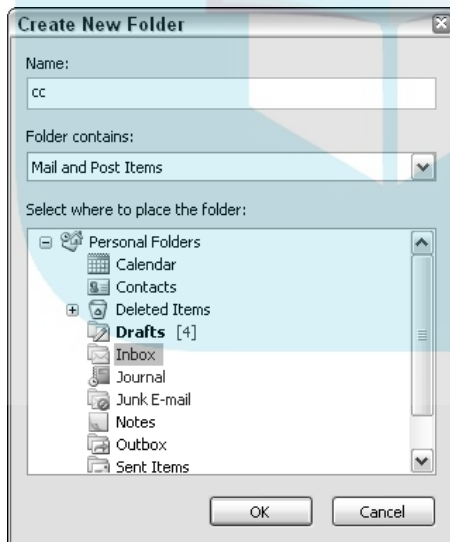 Create New Folder
Name:
cc
Folder contains:
Mail and Post Items
Select where to place the folder:
Personal Folders
Calendar
Contacts
Deleted Items
Drafts [4]
Inbox
Journal
Junk E-mail
Notes
Outbox
Sent Items
OK Cancel